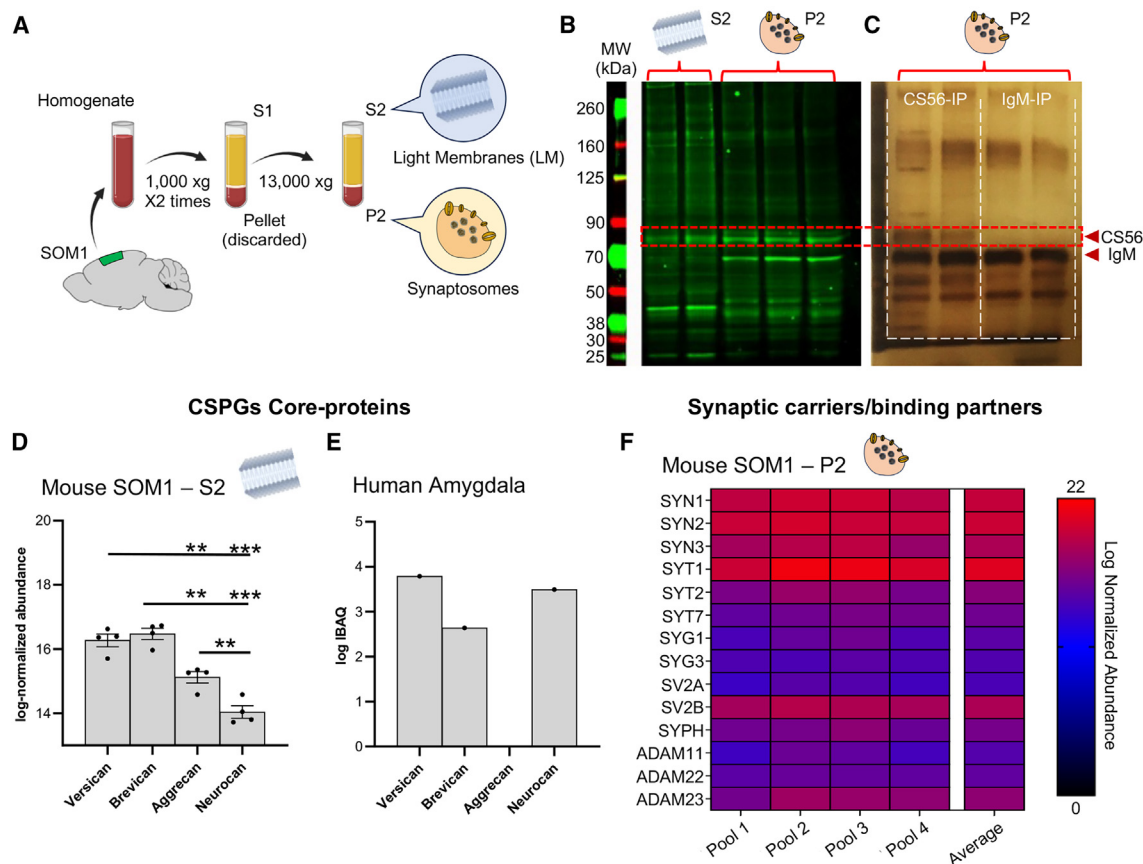 A
Homogenate
S1
S2
1,000 xg
X2 times
13,000 xg
Light Membranes (LM)
Pellet
(discarded)
P2
SOM1
Synaptosomes
B
S2
P2
MW
(kDa)
260
160
125
90
70
50
38
30
25
C
P2
CS56-IP
IgM-IP
CS56
IgM
CSPGs Core-proteins
D
Mouse SOM1 – S2
log-normalized abundance
20
18
16
14
** ***
** ***
**
Versican
Brevican
Aggrecan
Neurocan
E
Human Amygdala
log IBAQ
5
4
3
2
1
0
Versican
Brevican
Aggrecan
Neurocan
Synaptic carriers/binding partners
F
Mouse SOM1 – P2
SYN1
SYN2
SYN3
SYT1
SYT2
SYT7
SYG1
SYG3
SV2A
SV2B
SYPH
ADAM11
ADAM22
ADAM23
Pool 1
Pool 2
Pool 3
Pool 4
Average
22
0
Log Normalized Abundance